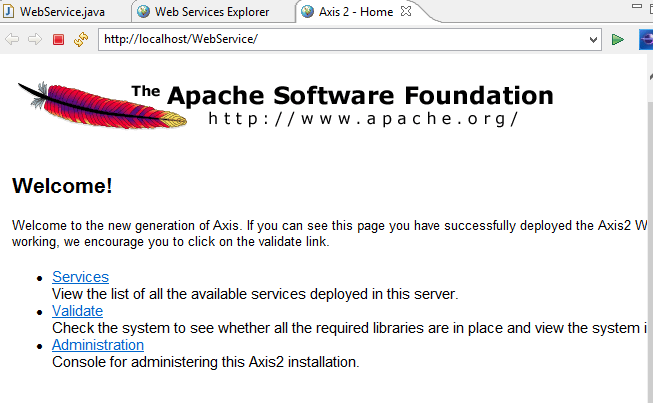 WebService.java Web Services Explorer Axis 2 - Home
http://localhost/WebService/
The Apache Software Foundation
http://www.apache.org/
Welcome!
Welcome to the new generation of Axis. If you can see this page you have successfully deployed the Axis2 W
working, we encourage you to click on the validate link.
Services
View the list of all the available services deployed in this server.
Validate
Check the system to see whether all the required libraries are in place and view the system i
Administration
Console for administering this Axis2 installation.